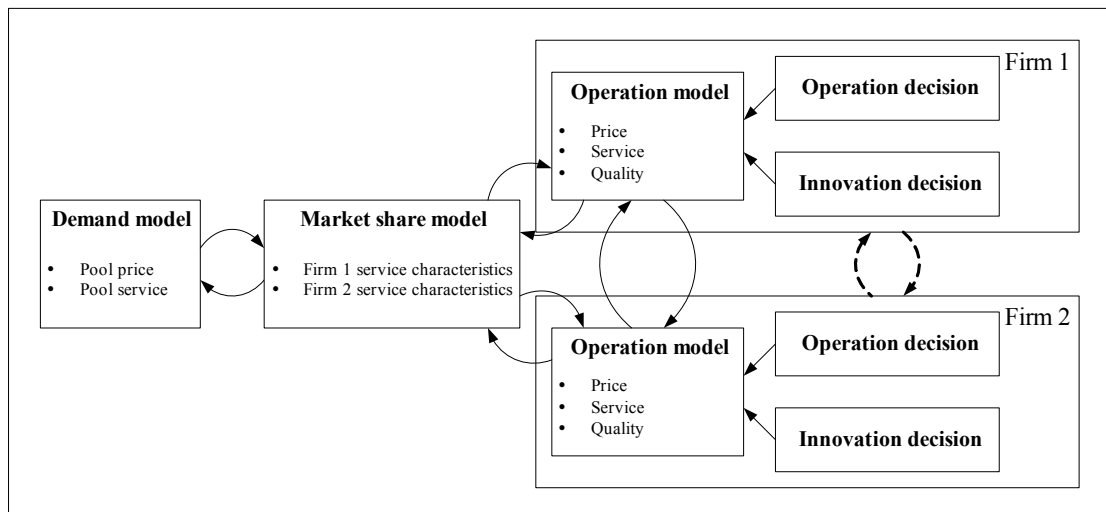 Firm 1
Operation model
• Price
• Service
• Quality
Operation decision
Innovation decision
Demand model
• Pool price
• Pool service
Market share model
• Firm 1 service characteristics
• Firm 2 service characteristics
Firm 2
Operation model
• Price
• Service
• Quality
Operation decision
Innovation decision